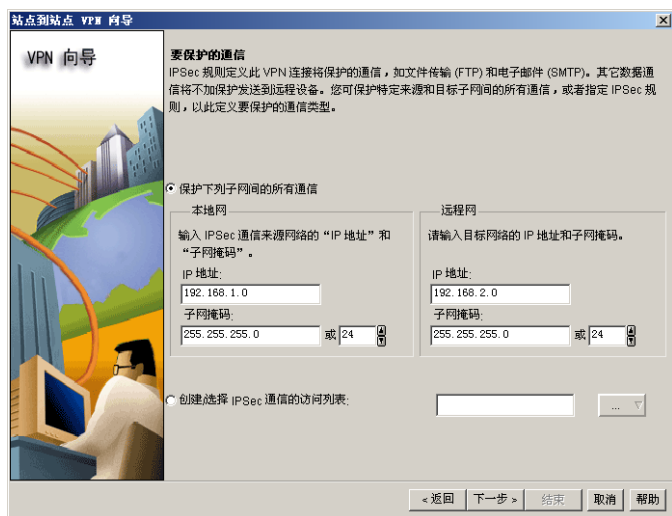 站点到站点 VPN 向导
VPN 向导
要保护的通信
IPSec 规则定义此 VPN 连接将保护的通信，如文件传输 (FTP) 和电子邮件 (SMTP)。其它数据通
信将不加保护发送到远程设备。您可保护特定来源和目标子网间的所有通信，或者指定 IPSec 规
则，以此定义要保护的通信类型。
保护下列子网间的所有通信
本地网
输入 IPSec 通信来源网络的“IP 地址”和
“子网掩码”。
IP 地址:
192.168.1.0
子网掩码:
255.255.255.0 或 24
远程网
请输入目标网络的 IP 地址和子网掩码。
IP 地址:
192.168.2.0
子网掩码:
255.255.255.0 或 24
创建/选择 IPSec 通信的访问列表:
...
<返回 下一步> 结束 取消 帮助